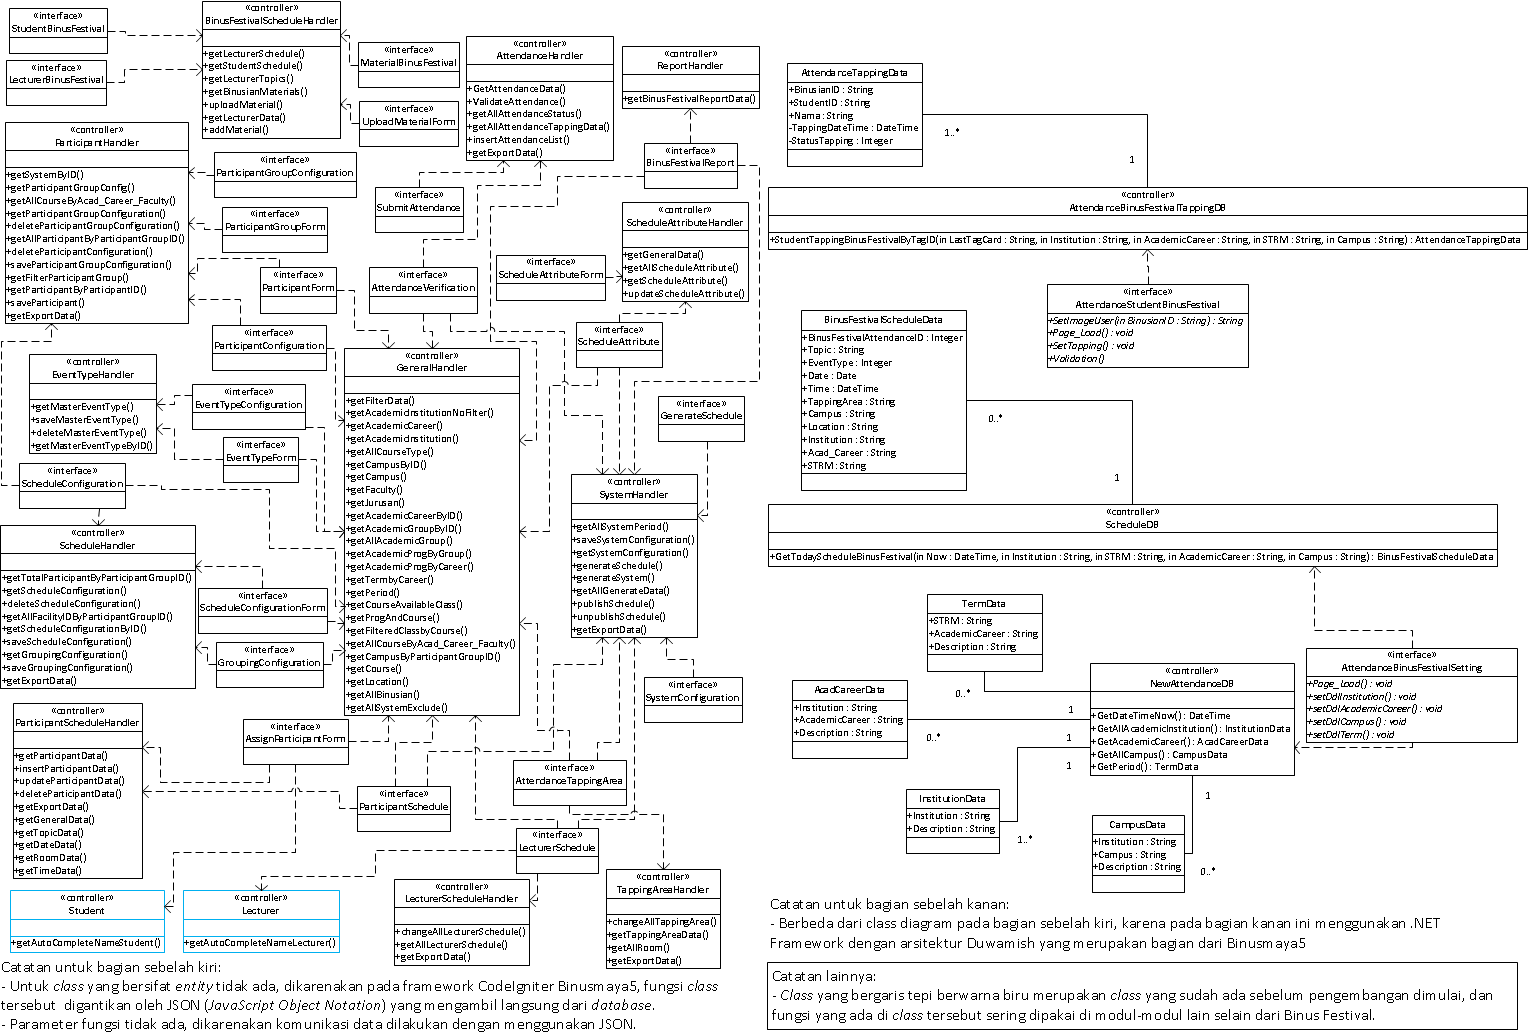 «interface»
StudentBinusFestival
«interface»
LecturerBinusFestival
«controller»
BinusFestivalScheduleHandler
+getLecturerSchedule()
+getStudentSchedule()
+getLecturerTopics()
+getBinusianMaterials()
+uploadMaterial()
+getLecturerData()
+addMaterial()
«interface»
MaterialBinusFestival
«interface»
UploadMaterialForm
«controller»
AttendanceHandler
+GetAttendanceData()
+ValidateAttendance()
+getAllAttendanceStatus()
+getAllAttendanceTappingData()
+insertAttendanceList()
+getExportData()
«controller»
ReportHandler
+getBinusFestivalReportData()
«controller»
ParticipantHandler
+getSystemByID()
+getParticipantGroupConfig()
+getAllCourseByAcad_Career_Faculty()
+getParticipantGroupConfiguration()
+deleteParticipantGroupConfiguration()
+getAllParticipantByParticipantGroupID()
+deleteParticipantConfiguration()
+saveParticipantGroupConfiguration()
+getFilterParticipantGroup()
+getParticipantByParticipantID()
+saveParticipant()
+getExportData()
«interface»
ParticipantGroupConfiguration
«interface»
ParticipantGroupForm
«interface»
ParticipantForm
«interface»
ParticipantConfiguration
«interface»
SubmitAttendance
«interface»
AttendanceVerification
«interface»
BinusFestivalReport
«controller»
ScheduleAttributeHandler
+getGeneralData()
+getAllScheduleAttribute()
+getScheduleAttribute()
+updateScheduleAttribute()
«interface»
ScheduleAttributeForm
«interface»
ScheduleAttribute
«controller»
EventTypeHandler
+getMasterEventType()
+saveMasterEventType()
+deleteMasterEventType()
+getMasterEventTypeByID()
«interface»
EventTypeConfiguration
«interface»
EventTypeForm
«interface»
ScheduleConfiguration
«controller»
GeneralHandler
+getFilterData()
+getAcademicInstitutionNoFilter()
+getAcademicCareer()
+getAcademicInstitution()
+getAllCourseType()
+getCampusByID()
+getCampus()
+getFaculty()
+getJurusan()
+getAcademicCareerByID()
+getAcademicGroupByID()
+getAllAcademicGroup()
+getAcademicProgByGroup()
+getAcademicProgByCareer()
+getTermbyCareer()
+getPeriod()
+getCourseAvailableClass()
+getProgAndCourse()
+getFilteredClassbyCourse()
+getAllCourseByAcad_Career_Faculty()
+getCampusByParticipantGroupID()
+getCourse()
+getLocation()
+getAllBinusian()
+getAllSystemExclude()
«interface»
GenerateSchedule
«controller»
SystemHandler
+getAllSystemPeriod()
+saveSystemConfiguration()
+getSystemConfiguration()
+generateSchedule()
+generateSystem()
+getAllGenerateData()
+publishSchedule()
+unpublishSchedule()
+getExportData()
«controller»
ScheduleHandler
+getTotalParticipantByParticipantGroupID()
+getScheduleConfiguration()
+deleteScheduleConfiguration()
+getAllFacilityIDByParticipantGroupID()
+getScheduleConfigurationByID()
+saveScheduleConfiguration()
+getGroupingConfiguration()
+saveGroupingConfiguration()
+getExportData()
«interface»
ScheduleConfigurationForm
«interface»
GroupingConfiguration
«interface»
SystemConfiguration
«controller»
ParticipantScheduleHandler
+getParticipantData()
+insertParticipantData()
+updateParticipantData()
+deleteParticipantData()
+getExportData()
+getGeneralData()
+getTopicData()
+getDateData()
+getRoomData()
+getTimeData()
«interface»
AssignParticipantForm
«interface»
ParticipantSchedule
«interface»
AttendanceTappingArea
«interface»
LecturerSchedule
«controller»
Student
+getAutoCompleteNameStudent()
«controller»
Lecturer
+getAutoCompleteNameLecturer()
«controller»
LecturerScheduleHandler
+changeAllLecturerSchedule()
+getAllLecturerSchedule()
+getExportData()
«controller»
TappingAreaHandler
+changeAllTappingArea()
+getTappingAreaData()
+getAllRoom()
+getExportData()
Catatan untuk bagian sebelah kiri:
- Untuk class yang bersifat entity tidak ada, dikarenakan pada framework CodeIgniter Binusmaya5, fungsi class
tersebut digantikan oleh JSON (JavaScript Object Notation) yang mengambil langsung dari database.
- Parameter fungsi tidak ada, dikarenakan komunikasi data dilakukan dengan menggunakan JSON.
AttendanceTappingData
+BinusianID : String
+StudentID : String
+Nama : String
-TappingDateTime : DateTime
-StatusTapping : Integer
1..*
1
«controller»
AttendanceBinusFestivalTappingDB
+StudentTappingBinusFestivalByTagID(in LastTagCard : String, in Institution : String, in AcademicCareer : String, in STRM : String, in Campus : String) : AttendanceTappingData
«interface»
AttendanceStudentBinusFestival
+SetImageUser(in BinusianID : String) : String
+Page_Load() : void
+SetTapping() : void
+Validation()
BinusFestivalScheduleData
+BinusFestivalAttendanceID : Integer
+Topic : String
+EventType : Integer
+Date : Date
+Time : DateTime
+TappingArea : String
+Campus : String
+Location : String
+Institution : String
+Acad_Career : String
+STRM : String
0..*
1
«controller»
ScheduleDB
+GetTodayScheduleBinusFestival(in Now : DateTime, in Institution : String, in STRM : String, in AcademicCareer : String, in Campus : String) : BinusFestivalScheduleData
TermData
+STRM : String
+AcademicCareer : String
+Description : String
0..*
«interface»
AttendanceBinusFestivalSetting
+Page_Load() : void
+setDdlInstitution() : void
+setDdlAcademicCareer() : void
+setDdlCampus() : void
+setDdlTerm() : void
«controller»
NewAttendanceDB
+GetDateTimeNow() : DateTime
+GetAllAcademicInstitution() : InstitutionData
+GetAcademicCareer() : AcadCareerData
+GetAllCampus() : CampusData
+GetPeriod() : TermData
AcadCareerData
+Institution : String
+AcademicCareer : String
+Description : String
0..*
1
1
1
InstitutionData
+Institution : String
+Description : String
1..*
1
CampusData
+Institution : String
+Campus : String
+Description : String
0..*
Catatan untuk bagian sebelah kanan:
- Berbeda dari class diagram pada bagian sebelah kiri, karena pada bagian kanan ini menggunakan .NET
Framework dengan arsitektur Duwamish yang merupakan bagian dari Binusmaya5
Catatan lainnya:
- Class yang bergaris tepi berwarna biru merupakan class yang sudah ada sebelum pengembangan dimulai, dan
fungsi yang ada di class tersebut sering dipakai di modul-modul lain selain dari Binus Festival.